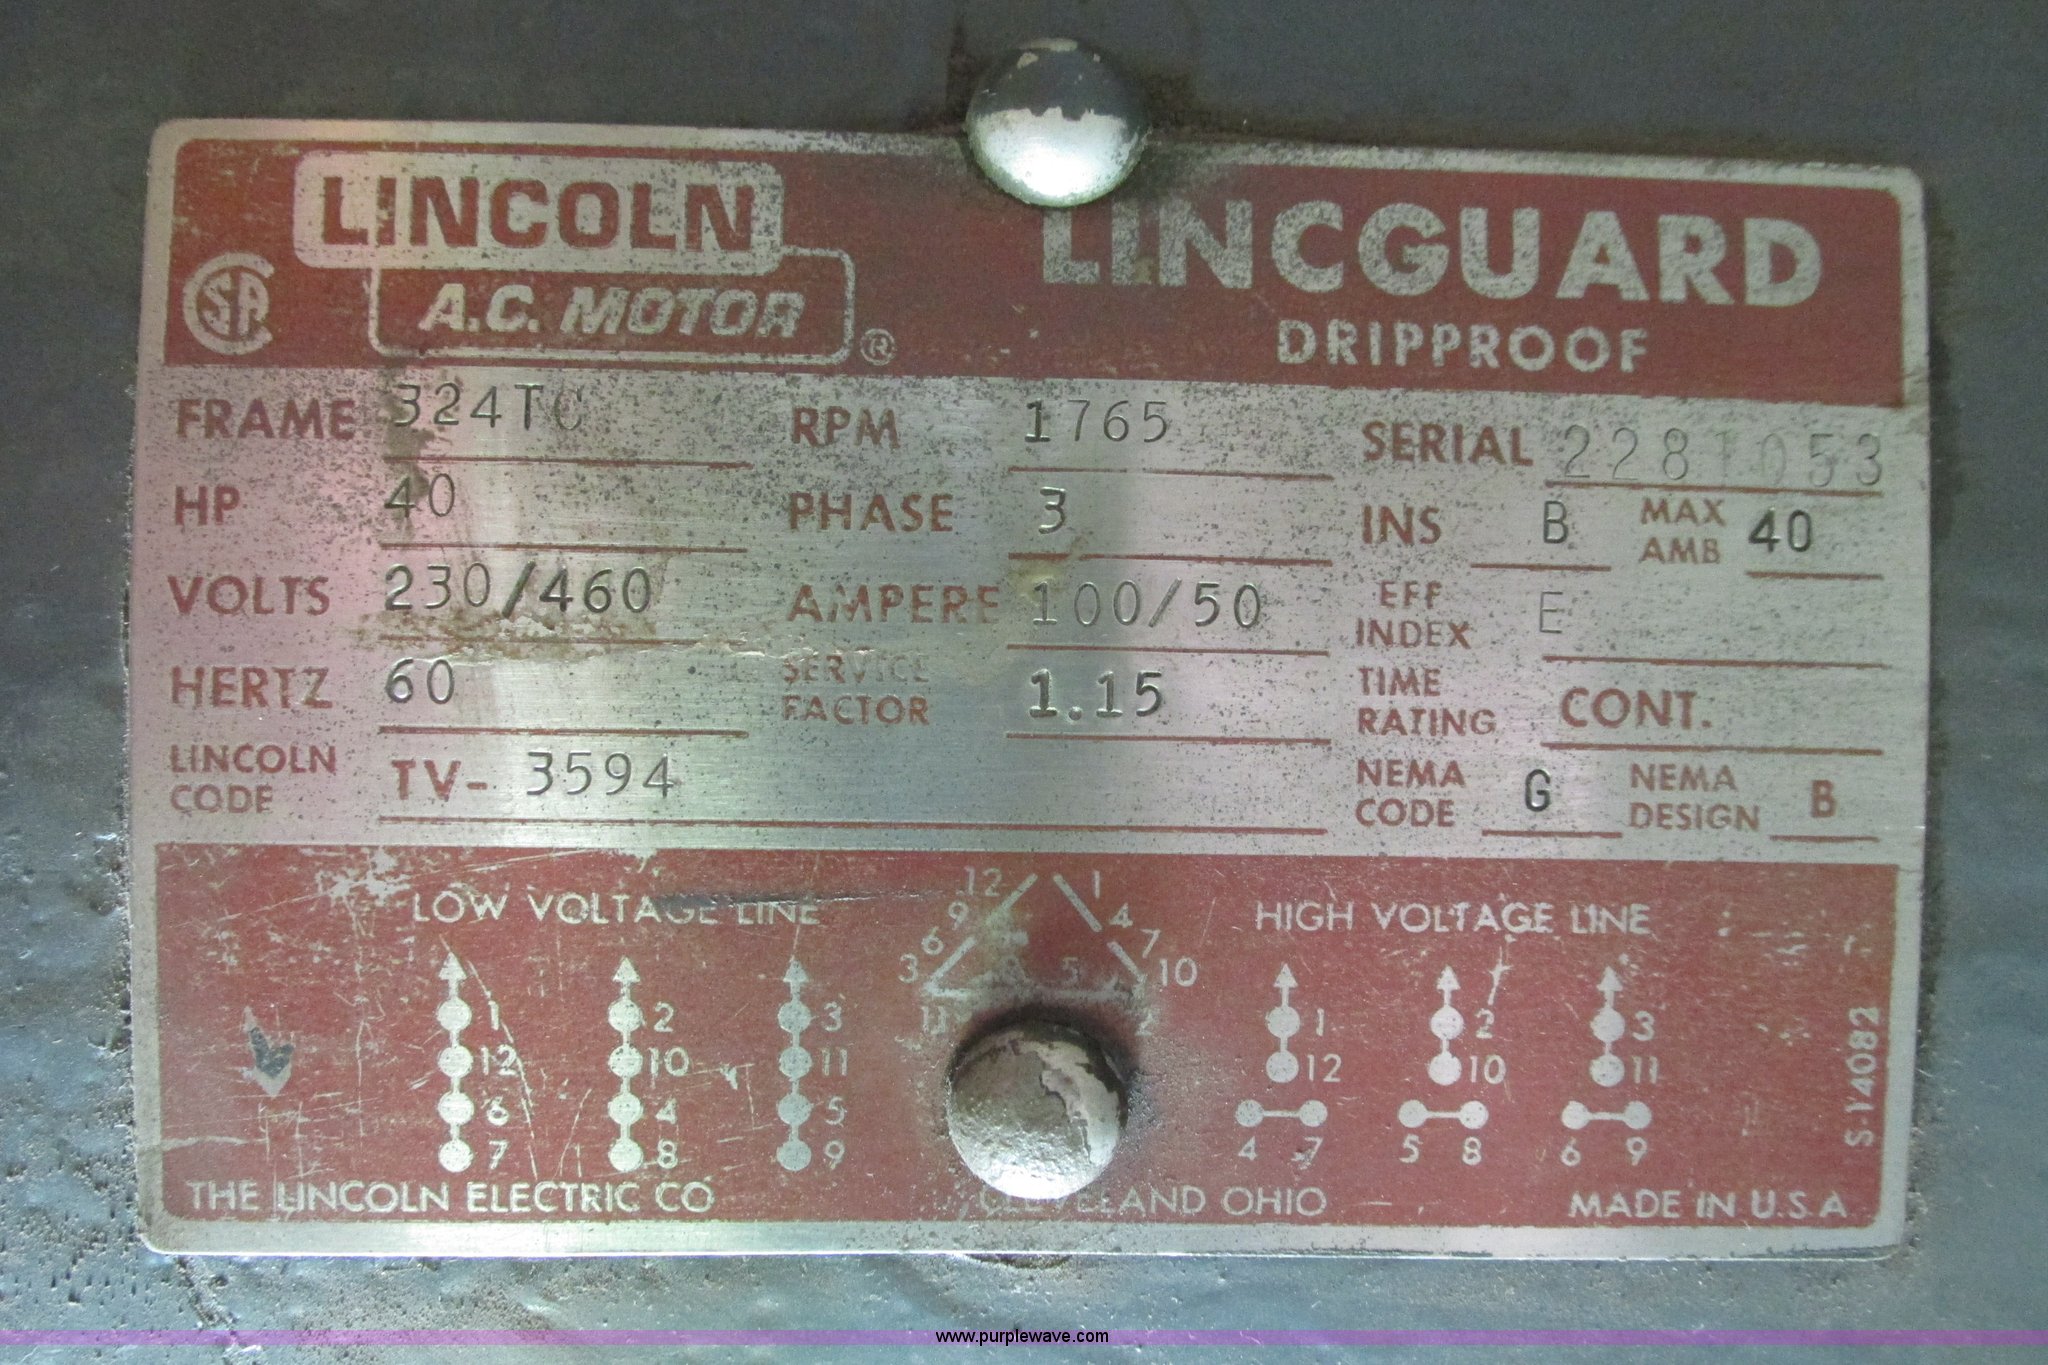 LINCOLN
A.C. MOTOR ®
CSA
LINCGUARD
DRIPPROOF
FRAME 324TC RPM 1765 SERIAL
HP 40 PHASE 3 INS B MAX AMB 40
VOLTS 230/460 AMPERE 100/50 EFF INDEX E
HERTZ 60 SERVICE FACTOR 1.15 TIME RATING CONT.
LINCOLN CODE TV- 3594 NEMA CODE G NEMA DESIGN B
LOW VOLTAGE LINE
1 2 3
12 10 11
6 4 5
7 8 9
12 1
9 4
6 7
3 5 10
11 2
HIGH VOLTAGE LINE
1 2 3
12 10 11
4 7 5 8 6 9
S-14082
THE LINCOLN ELECTRIC CO CLEVELAND OHIO MADE IN U.S.A
www.purplewave.com